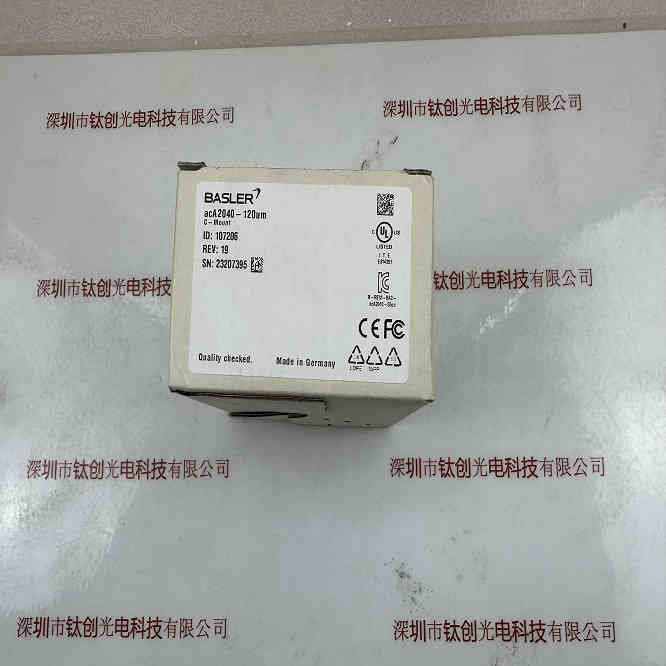 深圳市钛创光电科技有限公司
深圳市钛创光电科技有限公司
BASLER
acA2040-120um
C-Mount
ID: 107206
REV: 19
SN: 23207395
Quality checked.
Made in Germany
C UL US
LISTED
I.T.E.
CE FC
深圳市钛创光电科技有限公司
深圳市钛创光电科技有限公司
深圳市钛创光电科技有限公司
深圳市钛创光电科技有限公司
深圳市钛创光电科技有限公司
深圳市钛创光电科技有限公司